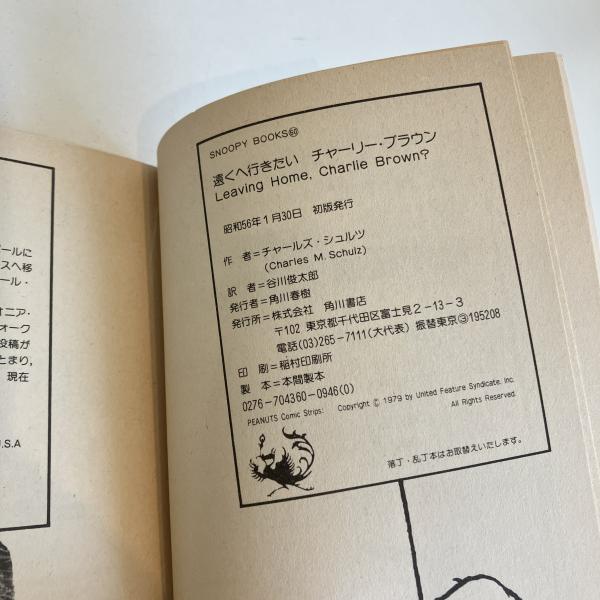 ールに
スへ移
ール・
オニア・
ォーク
投稿が
とまり,
現在
U.S.A
SNOOPY BOOKS㊿
遠くへ行きたい チャーリー・ブラウン
Leaving Home, Charlie Brown?
昭和56年1月30日 初版発行
作 者=チャールズ・シュルツ
(Charles M. Schulz)
訳 者=谷川俊太郎
発行者=角川春樹
発行所=株式会社 角川書店
〒102 東京都千代田区富士見2-13-3
電話(03)265-7111(大代表) 振替東京③195208
印 刷=稲村印刷所
製 本=本間製本
0276-704360-0946(0)
PEANUTS Comic Strips: Copyright © 1979 by United Feature Syndicate, Inc.
All Rights Reserved.
落丁・乱丁本はお取替えいたします。